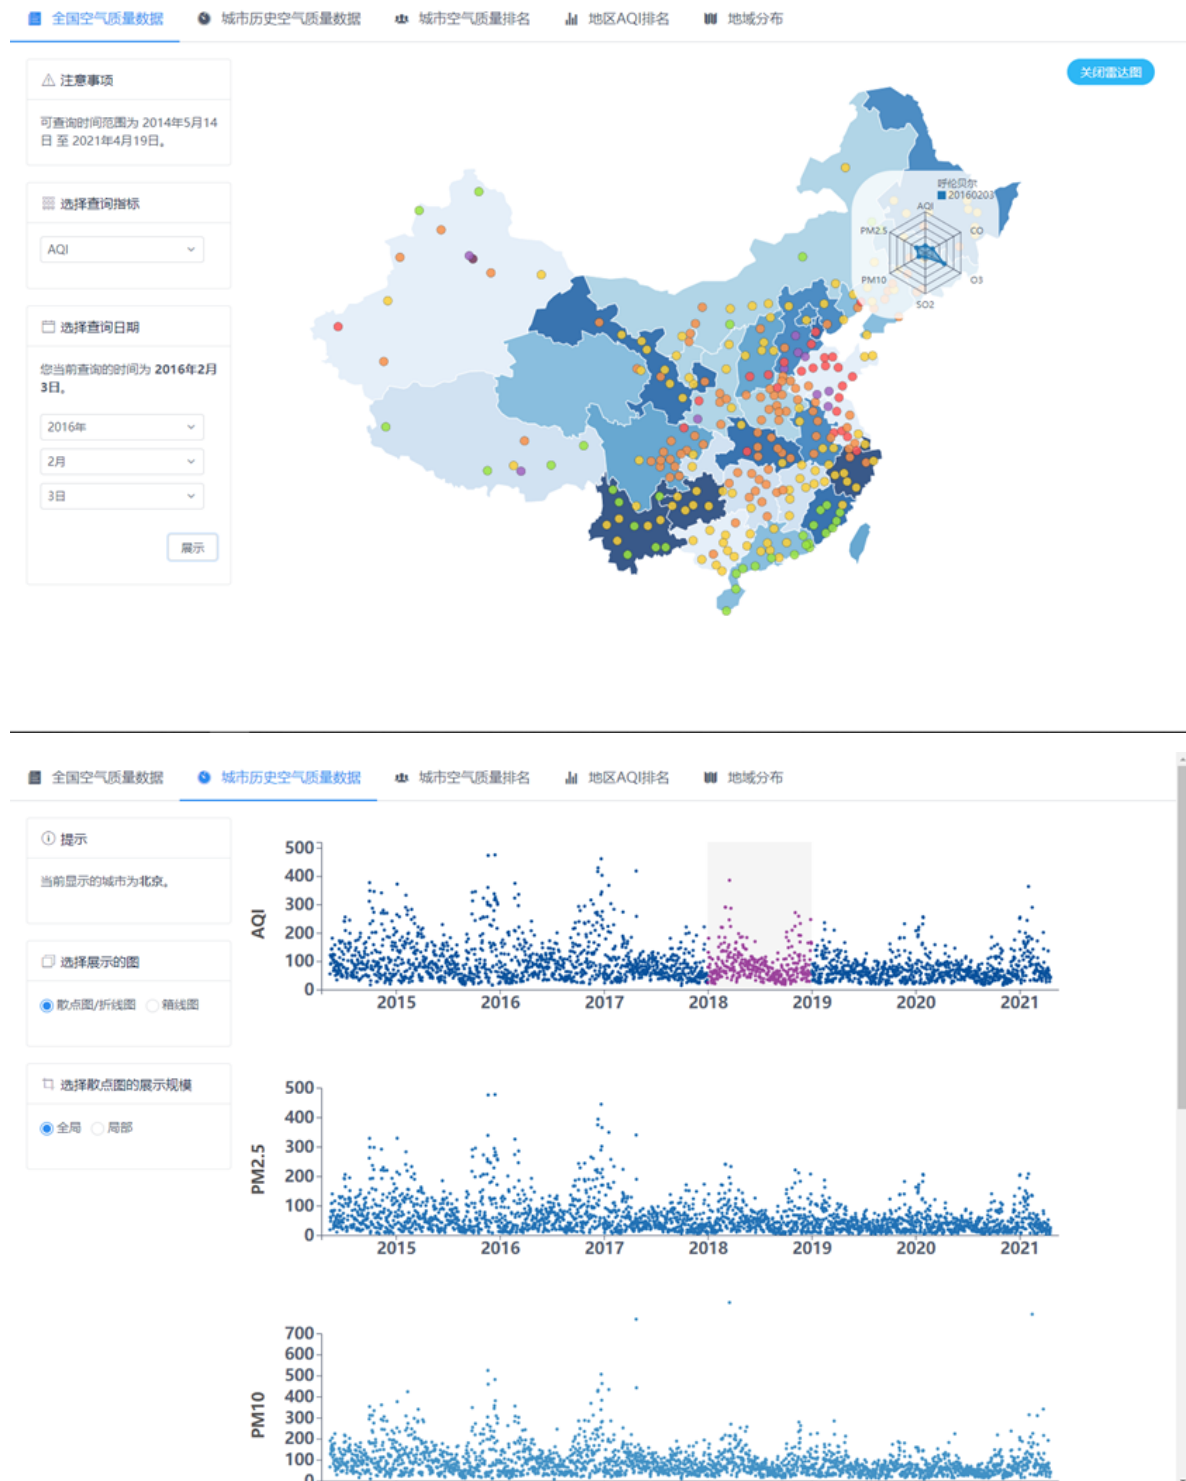 全国空气质量数据 城市历史空气质量数据 城市空气质量排名 地区AQI排名 地域分布
关闭雷达图
注意事项
可查询时间范围为 2014年5月14
日 至 2021年4月19日。
选择查询指标
AQI
选择查询日期
您当前查询的时间为 2016年2月
3日。
2016年
2月
3日
展示
呼伦贝尔
20160203
AQI
PM2.5 CO
PM10 O3
SO2
全国空气质量数据 城市历史空气质量数据 城市空气质量排名 地区AQI排名 地域分布
提示
当前显示的城市为北京。
选择展示的图
散点图/折线图 箱线图
选择散点图的展示规模
全局 局部
AQI
500
400
300
200
100
0
2015 2016 2017 2018 2019 2020 2021
PM2.5
500
400
300
200
100
0
2015 2016 2017 2018 2019 2020 2021
PM10
700
600
500
400
300
200
100
0